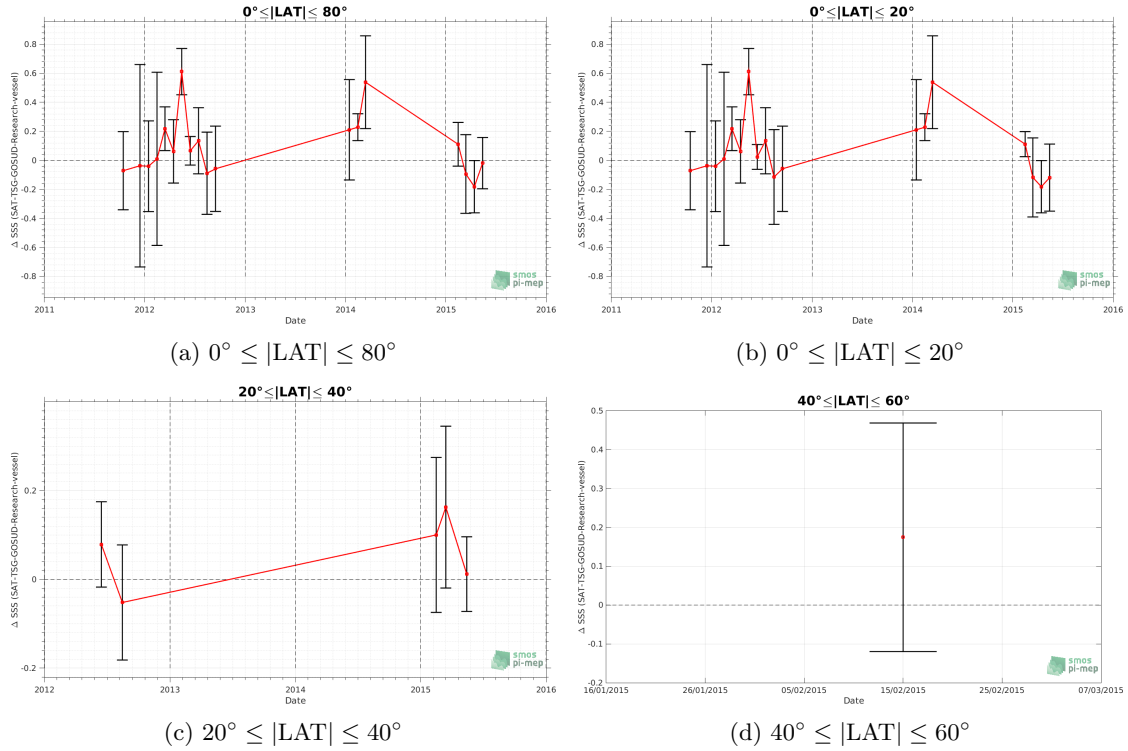 0°≤|LAT|≤ 80°
Δ SSS (SAT-TSG-GOSUD-Research-vessel)
0.8
0.6
0.4
0.2
0
-0.2
-0.4
-0.6
-0.8
2011 2012 2013 2014 2015 2016
Date
smos
pi-mep
(a) 0° ≤ |LAT| ≤ 80°
0°≤|LAT|≤ 20°
Δ SSS (SAT-TSG-GOSUD-Research-vessel)
0.8
0.6
0.4
0.2
0
-0.2
-0.4
-0.6
-0.8
2011 2012 2013 2014 2015 2016
Date
smos
pi-mep
(b) 0° ≤ |LAT| ≤ 20°
20°≤|LAT|≤ 40°
Δ SSS (SAT-TSG-GOSUD-Research-vessel)
0.2
0
-0.2
2012 2013 2014 2015 2016
Date
smos
pi-mep
(c) 20° ≤ |LAT| ≤ 40°
40°≤|LAT|≤ 60°
Δ SSS (SAT-TSG-GOSUD-Research-vessel)
0.5
0.4
0.3
0.2
0.1
0
-0.1
-0.2
16/01/2015 26/01/2015 05/02/2015 15/02/2015 25/02/2015 07/03/2015
Date
smos
pi-mep
(d) 40° ≤ |LAT| ≤ 60°